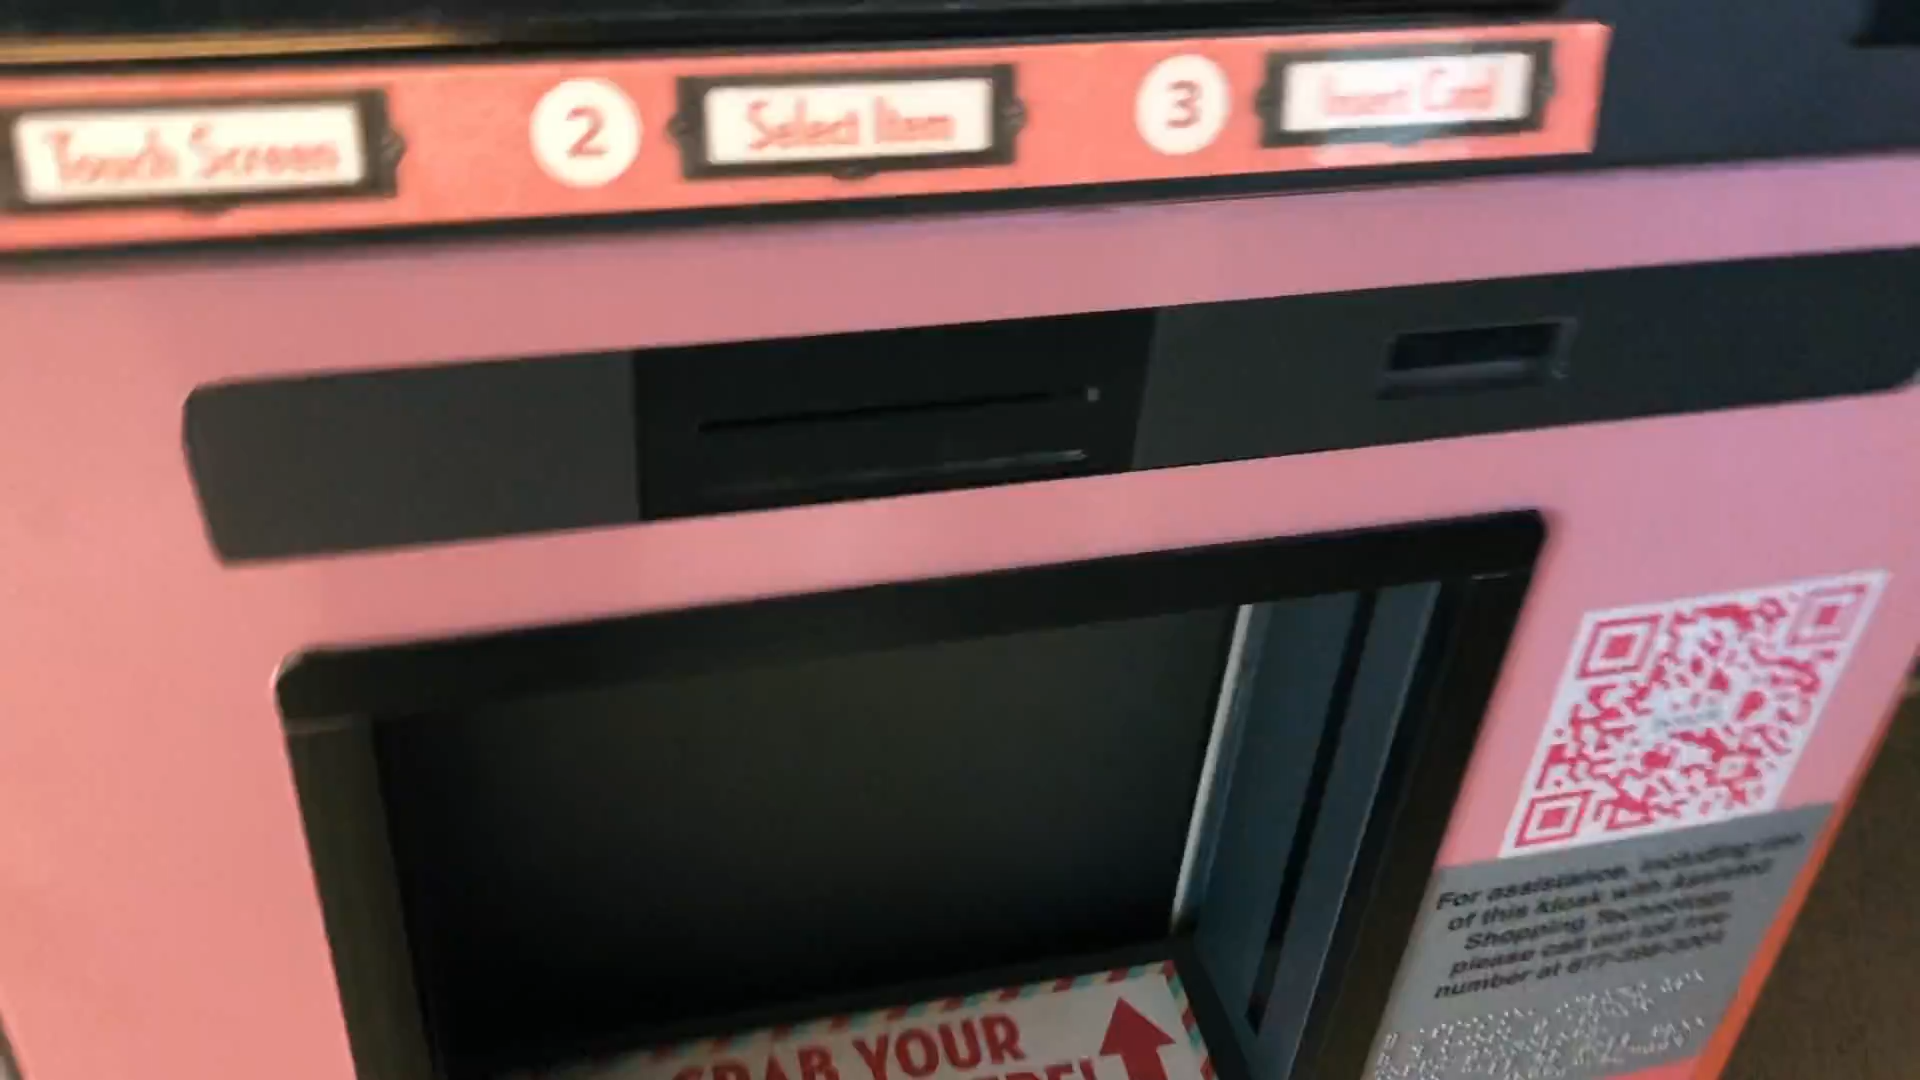 Touch Screen
2
Select Item
3
Insert Card
For assistance, including use
of this kiosk with Assisted
Shopping Technology,
please call our toll free
number at
GRAB YOUR